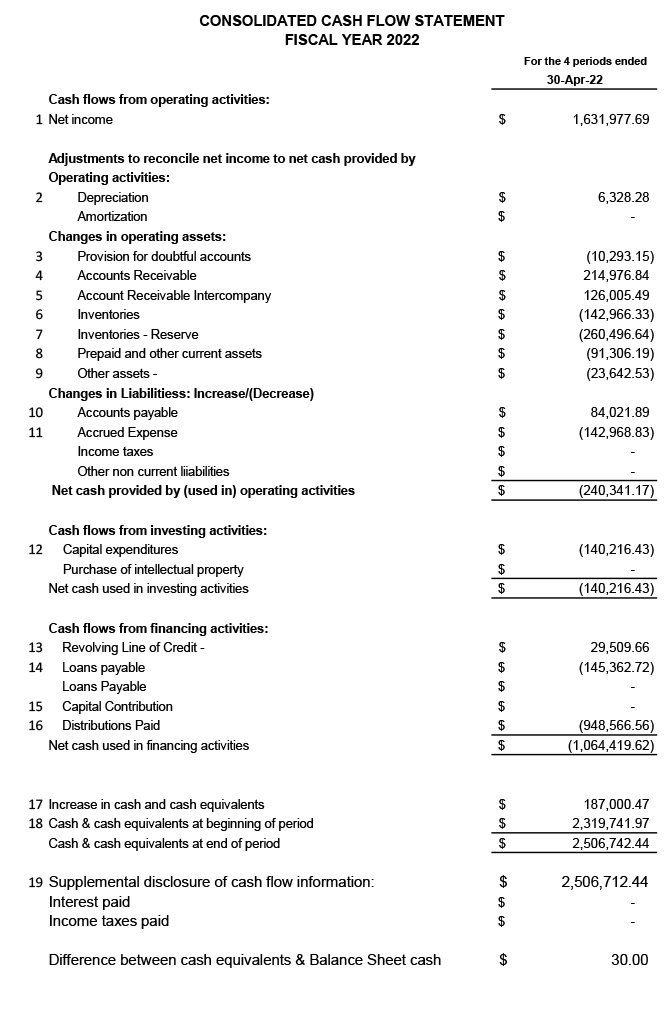 CONSOLIDATED CASH FLOW STATEMENT
FISCAL YEAR 2022
For the 4 periods ended
30-Apr-22
Cash flows from operating activities:
1 Net income $ 1,631,977.69
Adjustments to reconcile net income to net cash provided by
Operating activities:
2 Depreciation $ 6,328.28
Amortization $ -
Changes in operating assets:
3 Provision for doubtful accounts $ (10,293.15)
4 Accounts Receivable $ 214,976.84
5 Account Receivable Intercompany $ 126,005.49
6 Inventories $ (142,966.33)
7 Inventories - Reserve $ (260,496.64)
8 Prepaid and other current assets $ (91,306.19)
9 Other assets - $ (23,642.53)
Changes in Liabilitiess: Increase/(Decrease)
10 Accounts payable $ 84,021.89
11 Accrued Expense $ (142,968.83)
Income taxes $ -
Other non current liiabilities $ -
Net cash provided by (used in) operating activities $ (240,341.17)
Cash flows from investing activities:
12 Capital expenditures $ (140,216.43)
Purchase of intellectual property $ -
Net cash used in investing activities $ (140,216.43)
Cash flows from financing activities:
13 Revolving Line of Credit - $ 29,509.66
14 Loans payable $ (145,362.72)
Loans Payable $ -
15 Capital Contribution $ -
16 Distributions Paid $ (948,566.56)
Net cash used in financing activities $ (1,064,419.62)
17 Increase in cash and cash equivalents $ 187,000.47
18 Cash & cash equivalents at beginning of period $ 2,319,741.97
Cash & cash equivalents at end of period $ 2,506,742.44
19 Supplemental disclosure of cash flow information: $ 2,506,712.44
Interest paid $ -
Income taxes paid $ -
Difference between cash equivalents & Balance Sheet cash $ 30.00